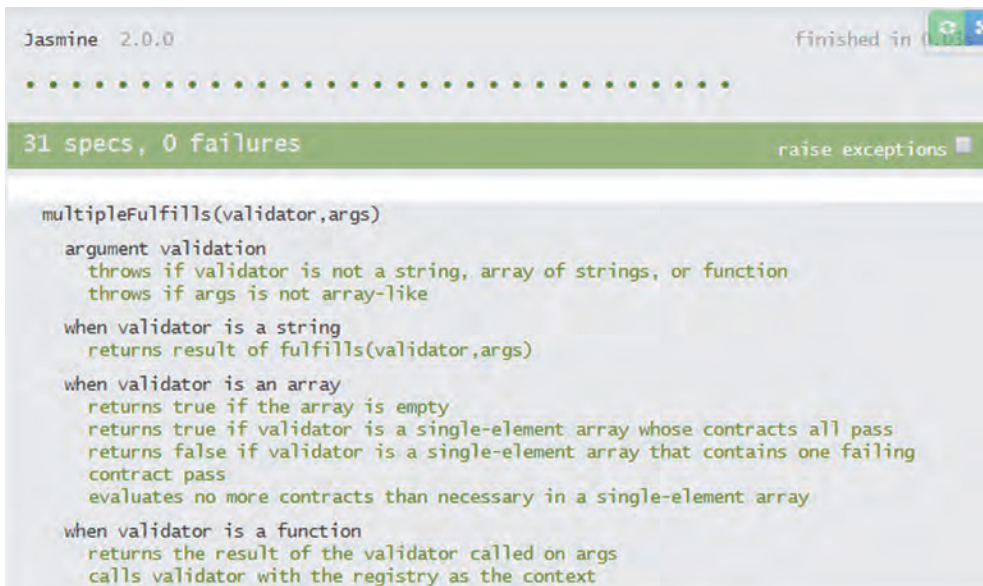 Jasmine 2.0.0 finished in 0.03s
31 specs, 0 failures raise exceptions
multipleFulfills(validator,args)
argument validation
throws if validator is not a string, array of strings, or function
throws if args is not array-like
when validator is a string
returns result of fulfills(validator,args)
when validator is an array
returns true if the array is empty
returns true if validator is a single-element array whose contracts all pass
returns false if validator is a single-element array that contains one failing
contract pass
evaluates no more contracts than necessary in a single-element array
when validator is a function
returns the result of the validator called on args
calls validator with the registry as the context